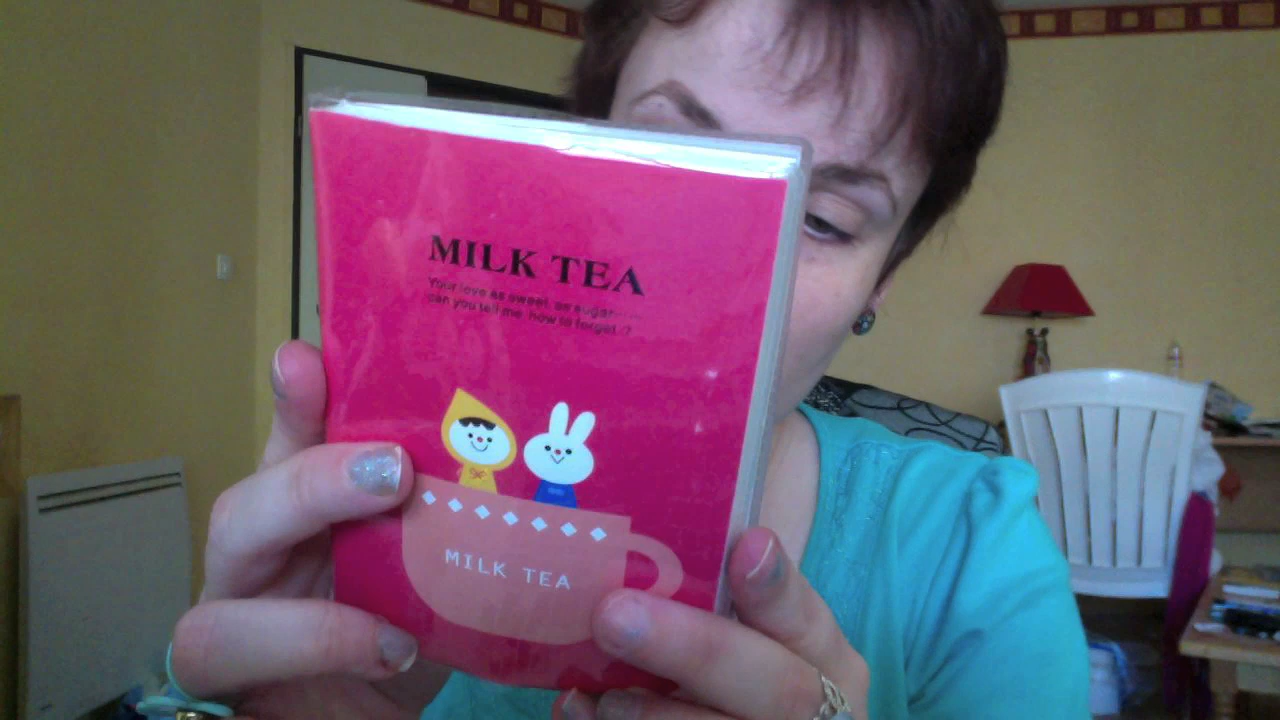 MILK TEA
Your love as sweet, as sugar......
can you tell me how to forget !?
MILK TEA